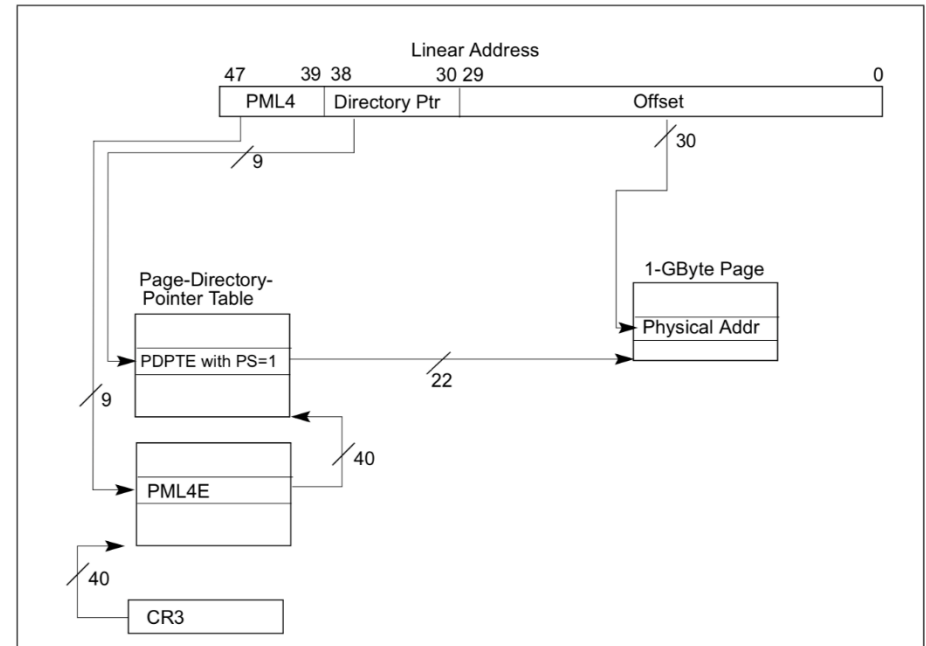 Linear Address
47 39 38 30 29 0
PML4 Directory Ptr Offset
9
30
Page-Directory-
Pointer Table
1-GByte Page
Physical Addr
PDPTE with PS=1
22
9
40
PML4E
40
CR3